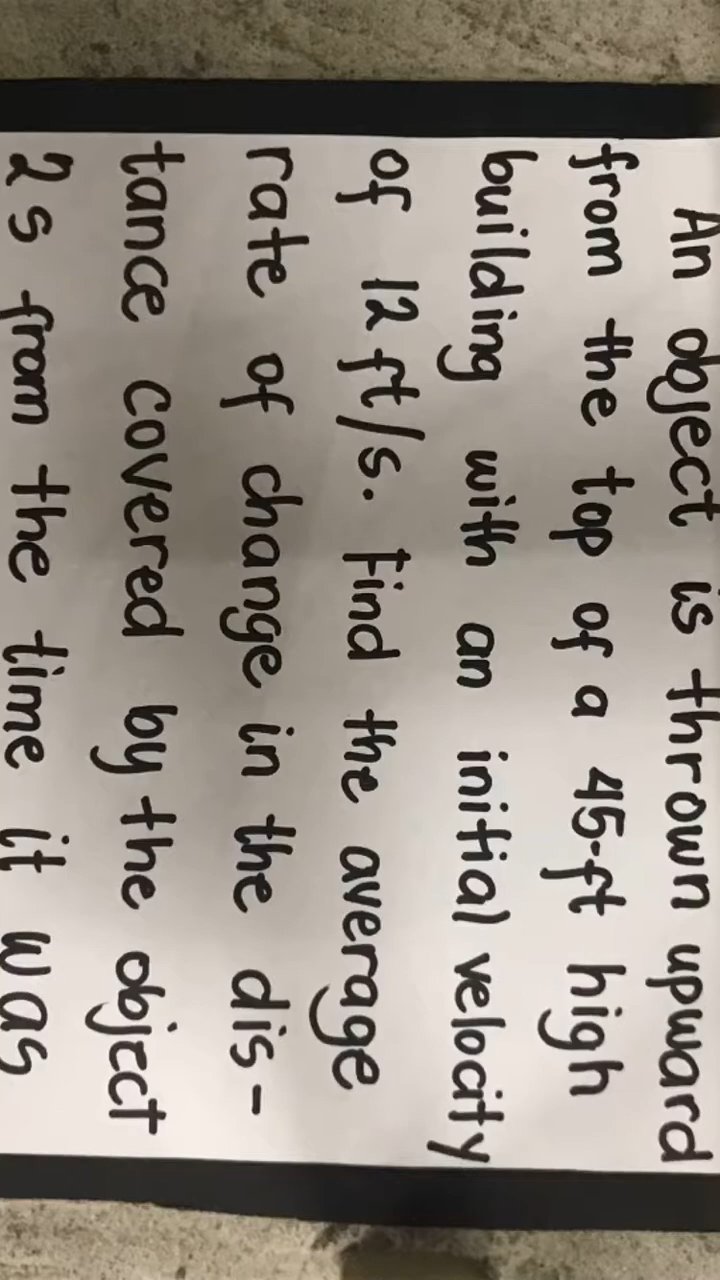 An object is thrown upward
from the top of a 45-ft high
building with an initial velocity
of 12 ft/s. Find the average
rate of change in the dis-
tance covered by the object
2s from the time it was